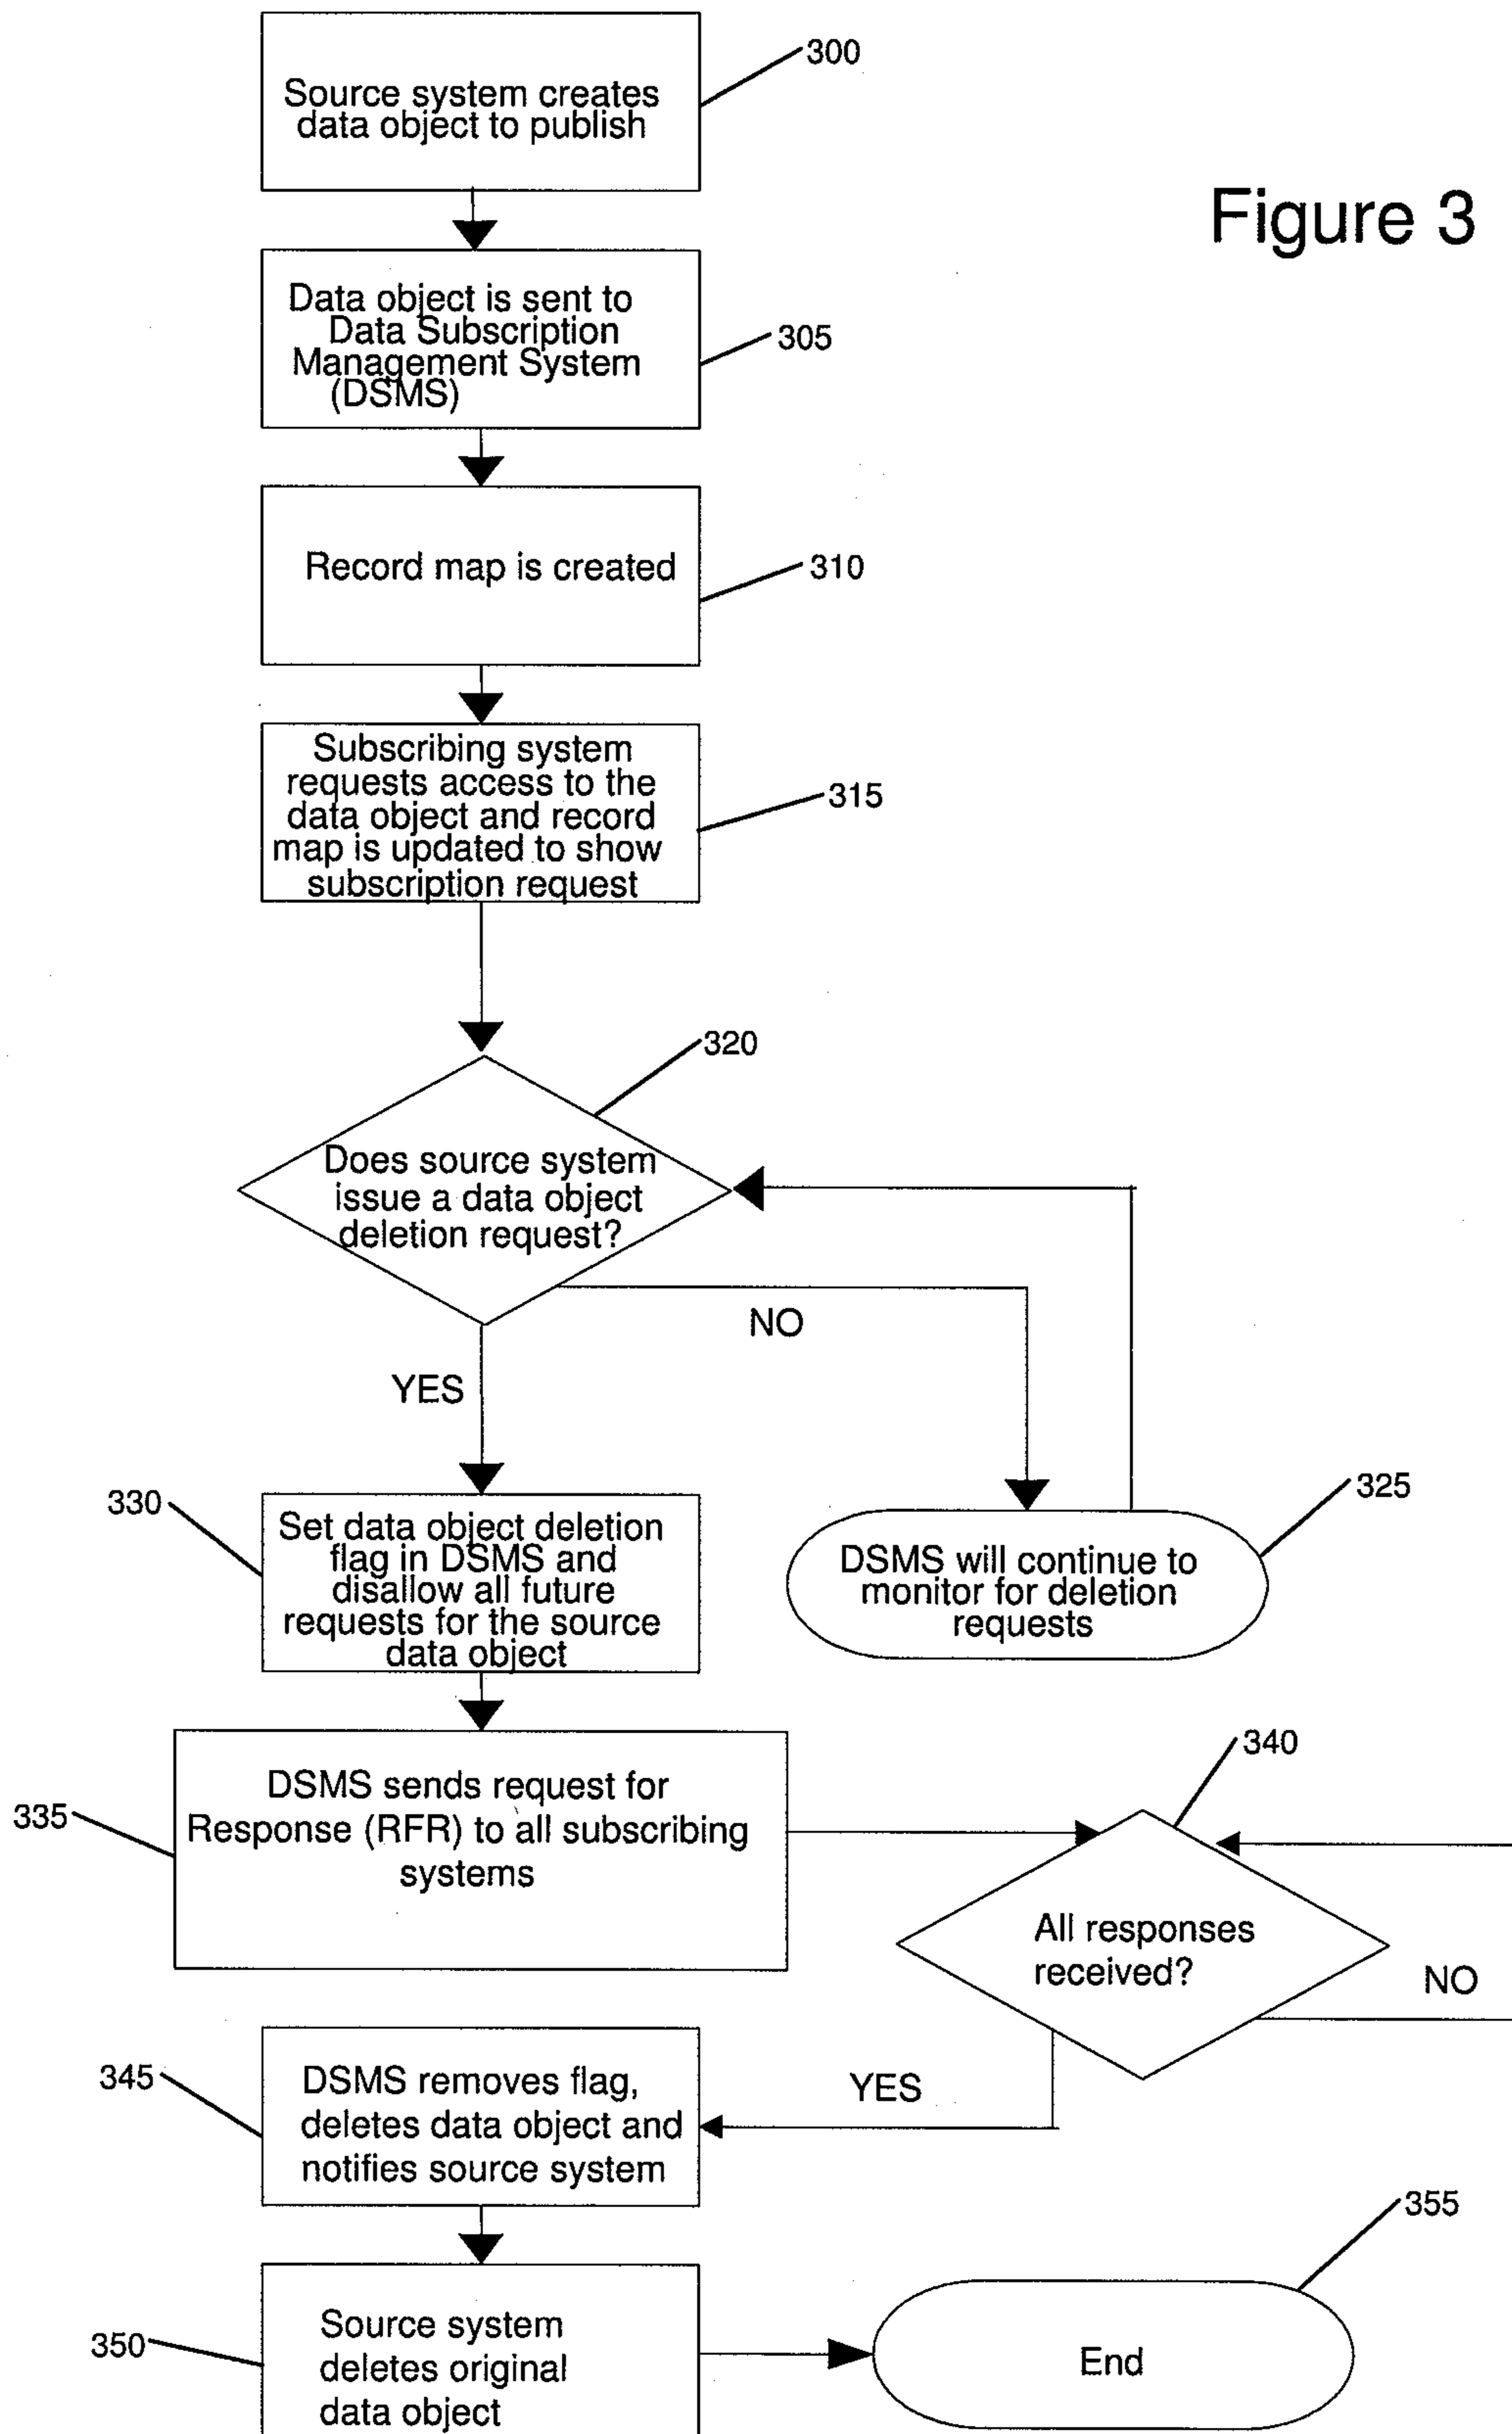 300
Source system creates
data object to publish
Figure 3
Data object is sent to
Data Subscription
Management System
(DSMS)
305
Record map is created
310
Subscribing system
requests access to the
data object and record
map is updated to show
subscription request
315
320
Does source system
issue a data object
deletion request?
NO
YES
330
Set data object deletion
flag in DSMS and
disallow all future
requests for the source
data object
325
DSMS will continue to
monitor for deletion
requests
335
DSMS sends request for
Response (RFR) to all subscribing
systems
340
All responses
received?
NO
345
DSMS removes flag,
deletes data object and
notifies source system
YES
350
Source system
deletes original
data object
355
End